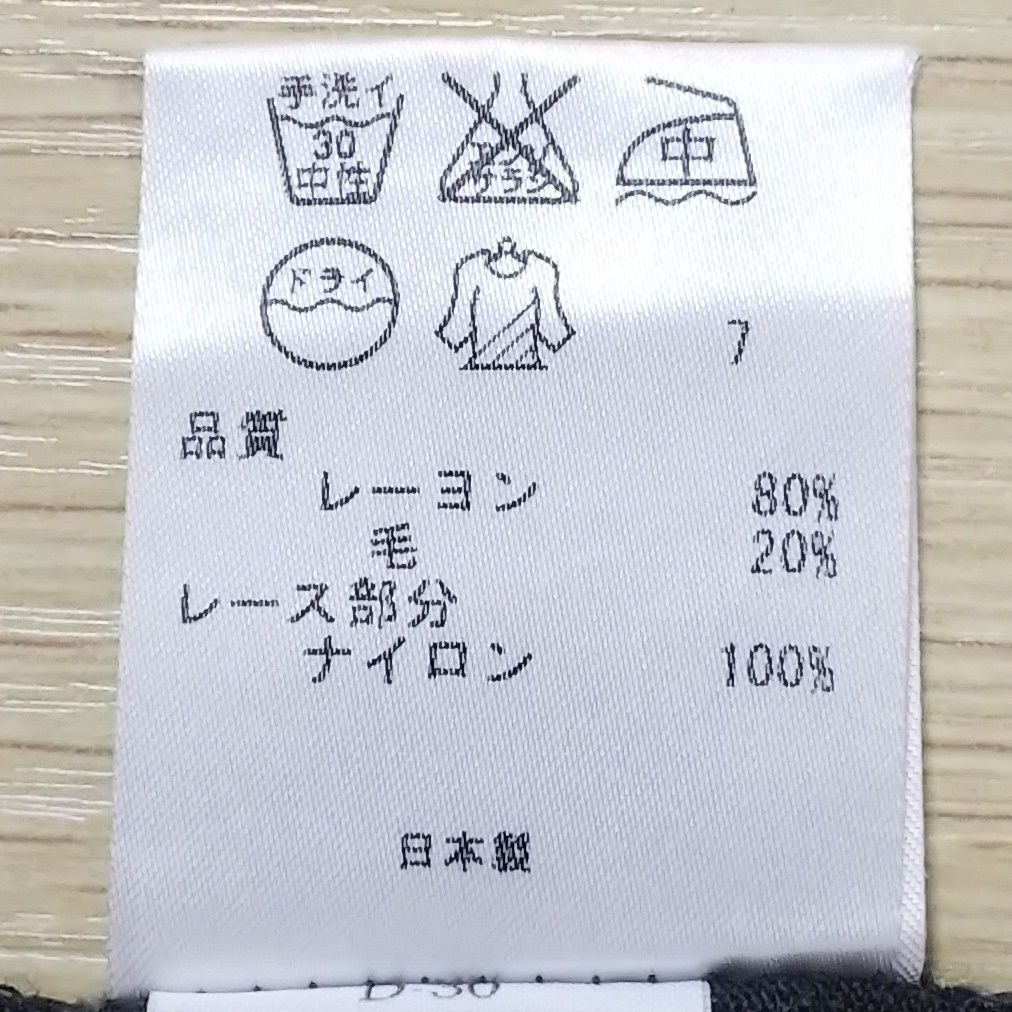 手洗イ
30
中性
エンソ
サラシ
中
ドライ
7
品質
レーヨン 80%
毛 20%
レース部分
ナイロン 100%
日本製